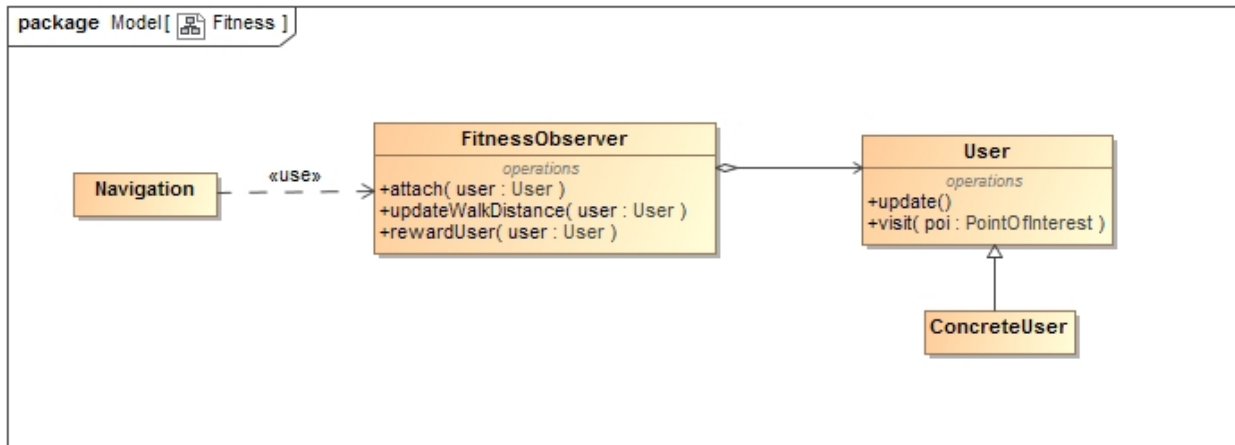 package Model[ Fitness ]
FitnessObserver
operations
+attach( user : User )
+updateWalkDistance( user : User )
+rewardUser( user : User )
Navigation
«use»
User
operations
+update()
+visit( poi : PointOfInterest )
ConcreteUser